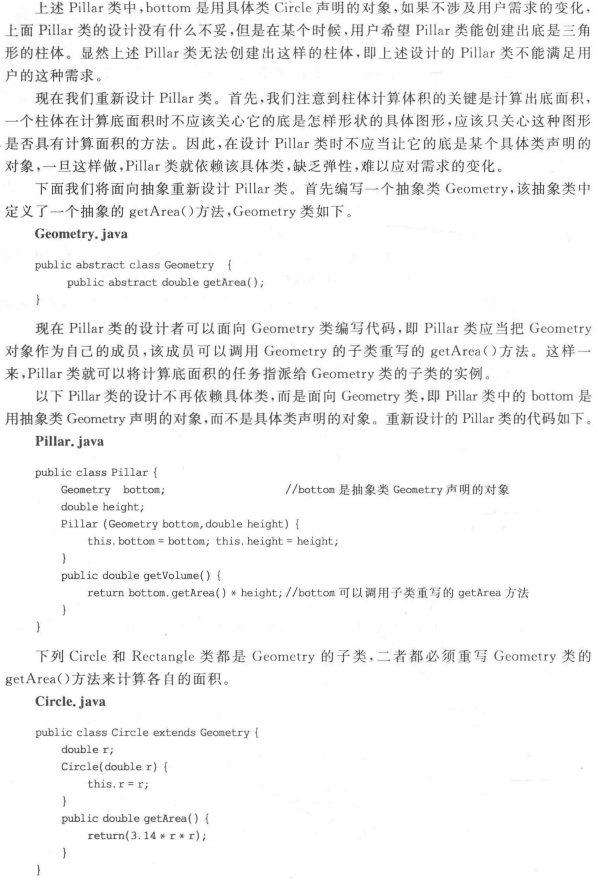 上述 Pillar 类中,bottom 是用具体类 Circle 声明的对象,如果不涉及用户需求的变化,
上面 Pillar 类的设计没有什么不妥,但是在某个时候,用户希望 Pillar 类能创建出底是三角
形的柱体。显然上述 Pillar 类无法创建出这样的柱体,即上述设计的 Pillar 类不能满足用
户的这种需求。
现在我们重新设计 Pillar 类。首先,我们注意到柱体计算体积的关键是计算出底面积,
一个柱体在计算底面积时不应该关心它的底是怎样形状的具体图形,应该只关心这种图形
是否具有计算面积的方法。因此,在设计 Pillar 类时不应当让它的底是某个具体类声明的
对象,一旦这样做,Pillar 类就依赖该具体类,缺乏弹性,难以应对需求的变化。
下面我们将面向抽象重新设计 Pillar 类。首先编写一个抽象类 Geometry,该抽象类中
定义了一个抽象的 getArea()方法,Geometry 类如下。
Geometry.java
public abstract class Geometry {
public abstract double getArea();
}
现在 Pillar 类的设计者可以面向 Geometry 类编写代码,即 Pillar 类应当把 Geometry
对象作为自己的成员,该成员可以调用 Geometry 的子类重写的 getArea()方法。这样一
来,Pillar 类就可以将计算底面积的任务指派给 Geometry 类的子类的实例。
以下 Pillar 类的设计不再依赖具体类,而是面向 Geometry 类,即 Pillar 类中的 bottom 是
用抽象类 Geometry 声明的对象,而不是具体类声明的对象。重新设计的 Pillar 类的代码如下。
Pillar.java
public class Pillar {
Geometry bottom; //bottom 是抽象类 Geometry 声明的对象
double height;
Pillar (Geometry bottom,double height) {
this.bottom = bottom; this.height = height;
}
public double getVolume() {
return bottom.getArea() * height; //bottom 可以调用子类重写的 getArea 方法
}
}
下列 Circle 和 Rectangle 类都是 Geometry 的子类,二者都必须重写 Geometry 类的
getArea()方法来计算各自的面积。
Circle.java
public class Circle extends Geometry {
double r;
Circle(double r) {
this.r = r;
}
public double getArea() {
return(3.14 * r * r);
}
}